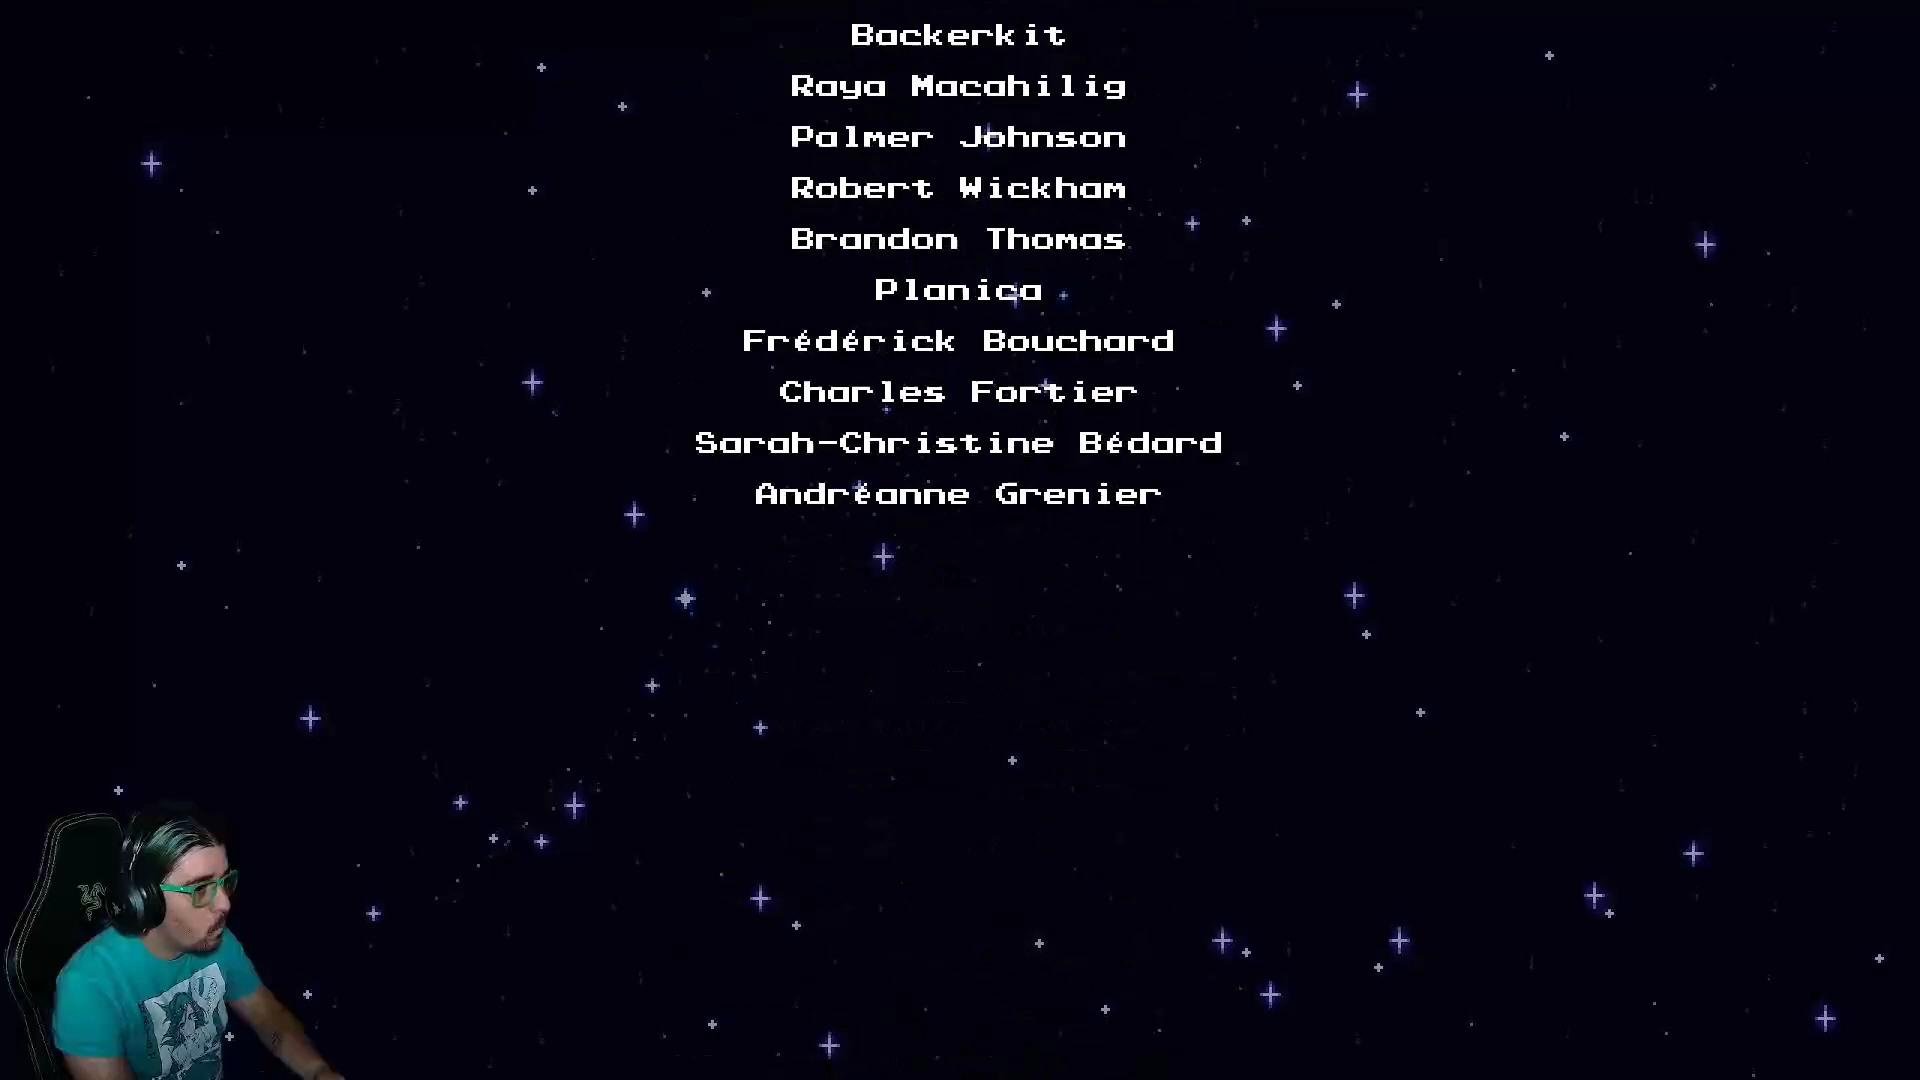 Backerkit
Raya Macahilig
Palmer Johnson
Robert Wickham
Brandon Thomas
Planica
Frédérick Bouchard
Charles Fortier
Sarah-Christine Bédard
Andréanne Grenier